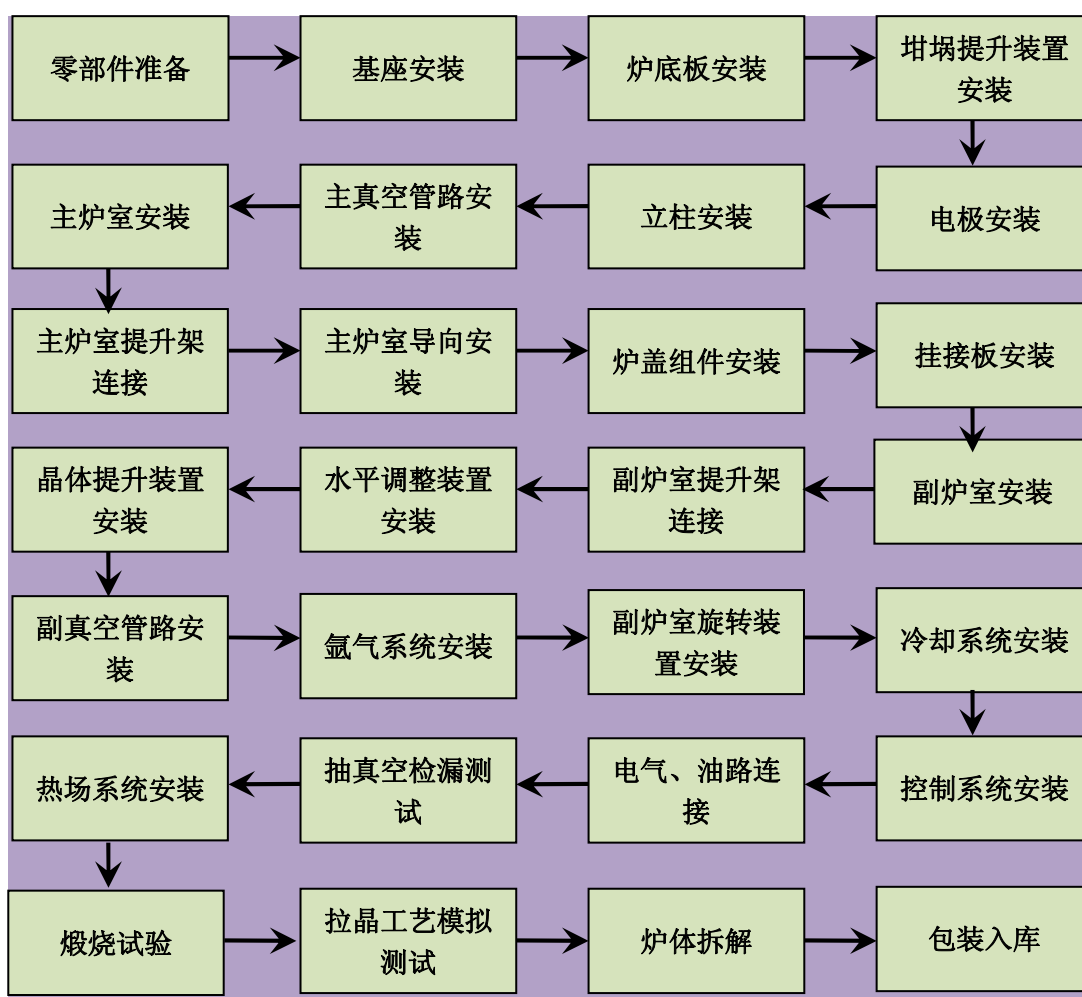 零部件准备
基座安装
炉底板安装
坩埚提升装置
安装
主炉室安装
主真空管路安
装
立柱安装
电极安装
主炉室提升架
连接
主炉室导向安
装
炉盖组件安装
挂接板安装
晶体提升装置
安装
水平调整装置
安装
副炉室提升架
连接
副炉室安装
副真空管路安
装
氩气系统安装
副炉室旋转装
置安装
冷却系统安装
热场系统安装
抽真空检漏测
试
电气、油路连
接
控制系统安装
煅烧试验
拉晶工艺模拟
测试
炉体拆解
包装入库